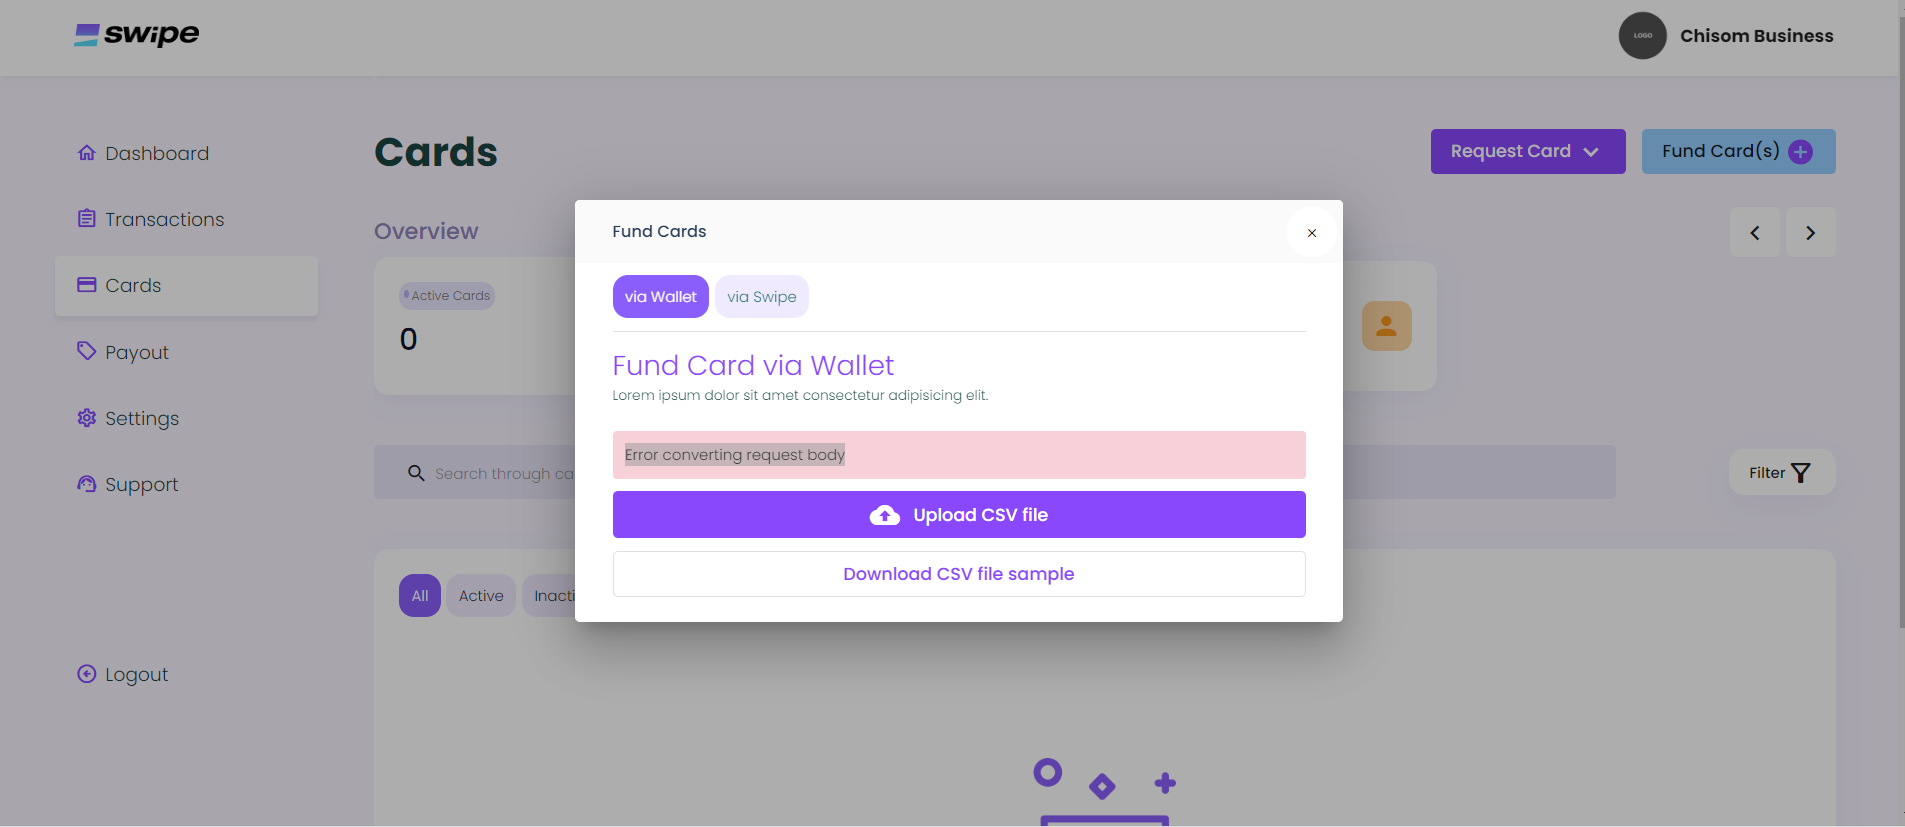 swipe
LOGO
Chisom Business
Dashboard
Transactions
Cards
Payout
Settings
Support
Logout
Cards
Request Card
Fund Card(s)
Overview
Active Cards
0
Search through ca
Filter
All
Active
Inacti
Fund Cards
via Wallet
via Swipe
Fund Card via Wallet
Lorem ipsum dolor sit amet consectetur adipisicing elit.
Error converting request body
Upload CSV file
Download CSV file sample